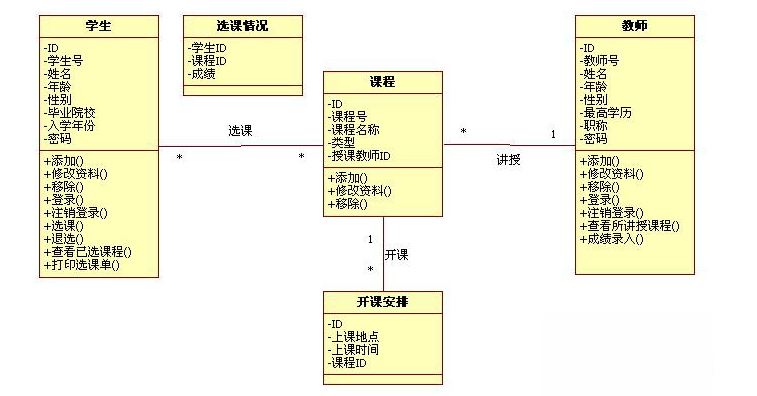 学生
-ID
-学生号
-姓名
-年龄
-性别
-毕业院校
-入学年份
-密码
+添加()
+修改资料()
+移除()
+登录()
+注销登录()
+选课()
+退选()
+查看已选课程()
+打印选课单()
选课情况
-学生ID
-课程ID
-成绩
选课
*
*
课程
-ID
-课程号
-课程名称
-类型
-授课教师ID
+添加()
+修改资料()
+移除()
*
1
讲授
教师
-ID
-教师号
-姓名
-年龄
-性别
-最高学历
-职称
-密码
+添加()
+修改资料()
+移除()
+登录()
+注销登录()
+查看所讲授课程()
+成绩录入()
1
开课
*
开课安排
-ID
-上课地点
-上课时间
-课程ID